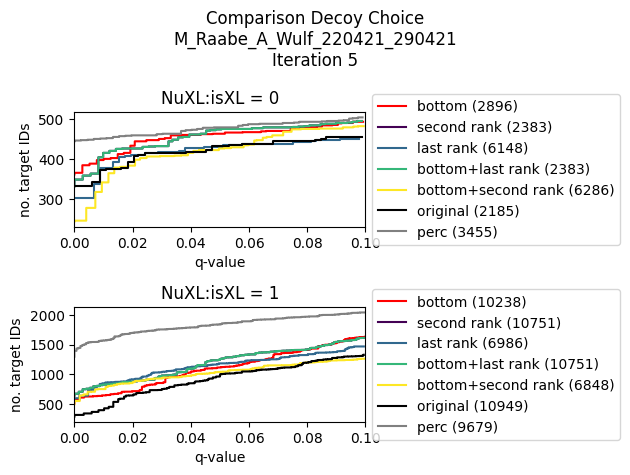 Comparison Decoy Choice
M_Raabe_A_Wulf_220421_290421
Iteration 5
NuXL:isXL = 0
no. target IDs
500
400
300
0.00 0.02 0.04 0.06 0.08 0.10
q-value
bottom (2896)
second rank (2383)
last rank (6148)
bottom+last rank (2383)
bottom+second rank (6286)
original (2185)
perc (3455)
NuXL:isXL = 1
no. target IDs
2000
1500
1000
500
0.00 0.02 0.04 0.06 0.08 0.10
q-value
bottom (10238)
second rank (10751)
last rank (6986)
bottom+last rank (10751)
bottom+second rank (6848)
original (10949)
perc (9679)